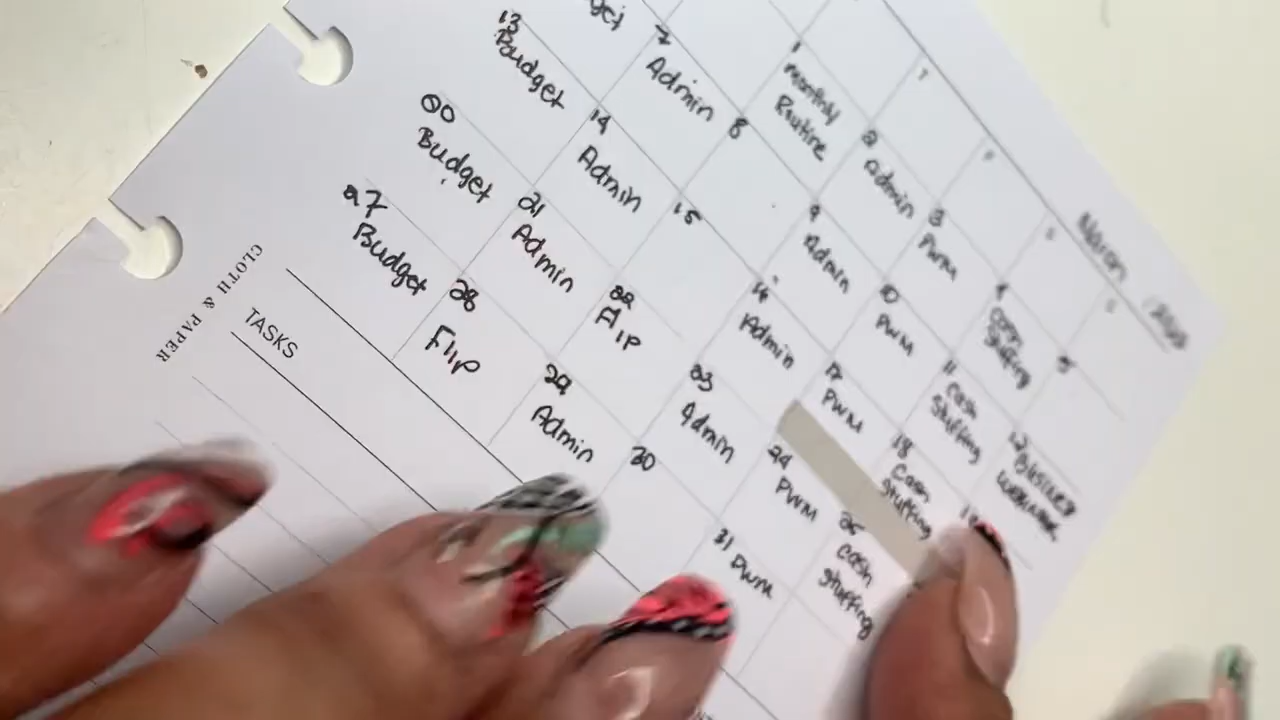 March
1
Monthly
Routine
2
Admin
3
PWM
4
Cash
Stuffing
5
7
Admin
8
9
Admin
10
PWM
11
Cash
Stuffing
12
13
Budget
14
Admin
15
16
Admin
17
PWM
18
Cash
Stuffing
20
Budget
21
Admin
22
Flip
23
Admin
24
PWM
25
Cash
Stuffing
27
Budget
28
Flip
29
Admin
30
31 PWM
CLOTH & PAPER
TASKS